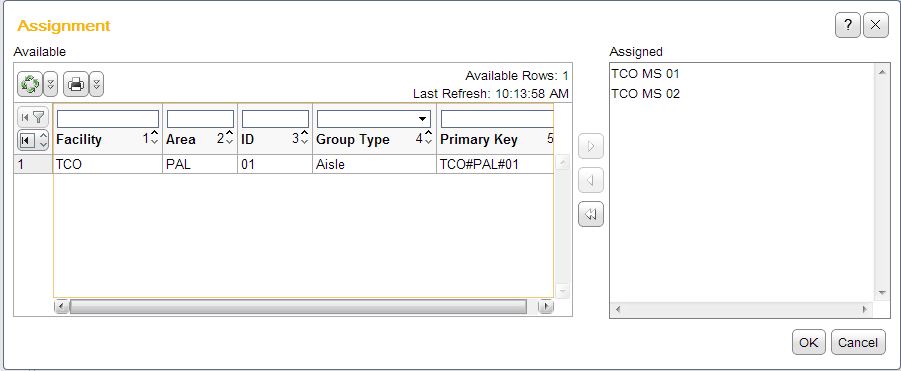 Assignment
?
Available
Assigned
Available Rows: 1
Last Refresh: 10:13:58 AM
Facility 1 Area 2 ID 3 Group Type 4 Primary Key 5
1 TCO PAL 01 Aisle TCO#PAL#01
TCO MS 01
TCO MS 02
OK Cancel